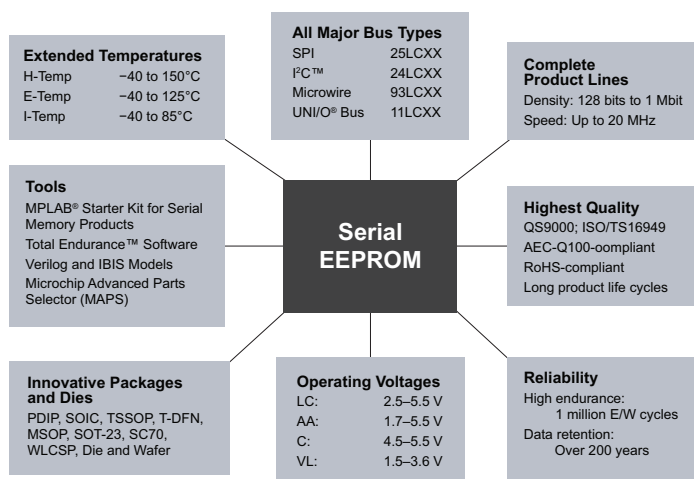 Extended Temperatures
H-Temp −40 to 150°C
E-Temp −40 to 125°C
I-Temp −40 to 85°C
All Major Bus Types
SPI 25LCXX
I²C™ 24LCXX
Microwire 93LCXX
UNI/O® Bus 11LCXX
Complete
Product Lines
Density: 128 bits to 1 Mbit
Speed: Up to 20 MHz
Tools
MPLAB® Starter Kit for Serial
Memory Products
Total Endurance™ Software
Verilog and IBIS Models
Microchip Advanced Parts
Selector (MAPS)
Serial
EEPROM
Highest Quality
QS9000; ISO/TS16949
AEC-Q100-oompliant
RoHS-compliant
Long product life cycles
Innovative Packages
and Dies
PDIP, SOIC, TSSOP, T-DFN,
MSOP, SOT-23, SC70,
WLCSP, Die and Wafer
Operating Voltages
LC: 2.5–5.5 V
AA: 1.7–5.5 V
C: 4.5–5.5 V
VL: 1.5–3.6 V
Reliability
High endurance:
1 million E/W cycles
Data retention:
Over 200 years